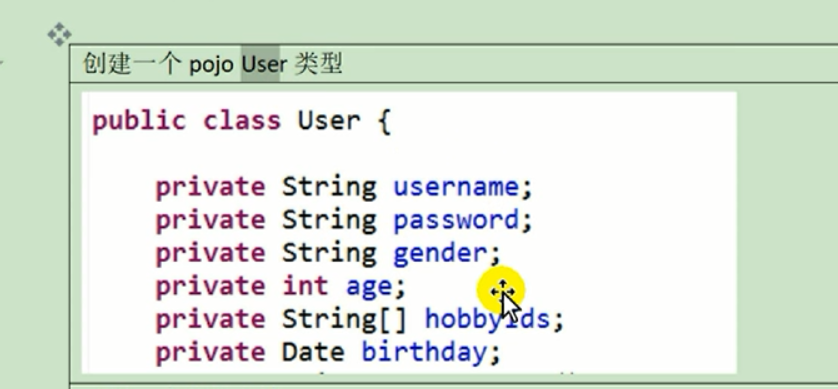 创建一个 pojo User 类型
public class User {
private String username;
private String password;
private String gender;
private int age;
private String[] hobbyIds;
private Date birthday;